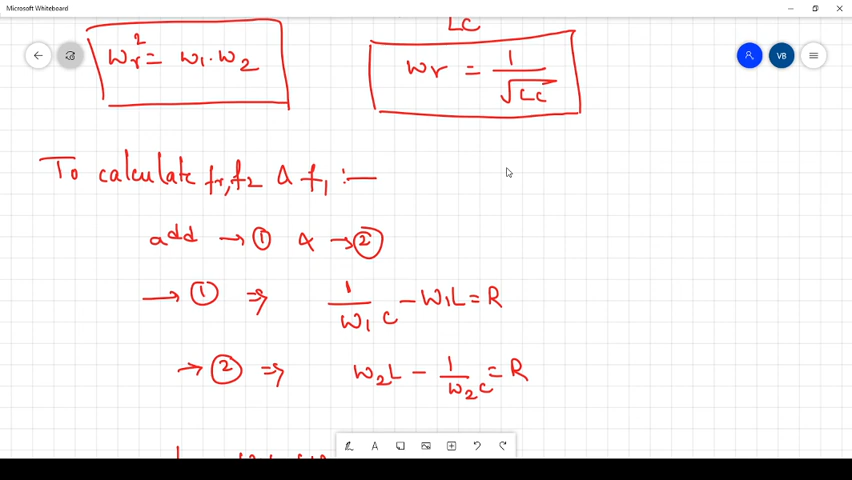 Microsoft Whiteboard
LC
Wr² = W1 . W2
Wr = 1/√LC
VB
To calculate fr, f2 & f1 :—
add → ① & → ②
→ ① ⇒ 1/W1C − W1L = R
→ ② ⇒ W2L − 1/W2C = R
A